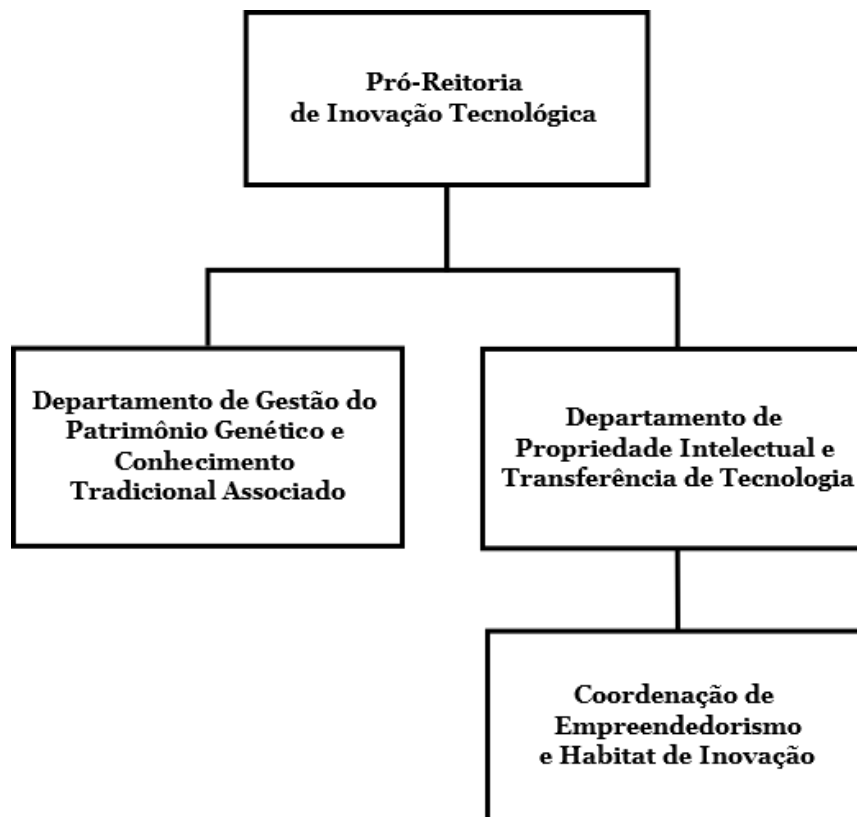 Pró-Reitoria
de Inovação Tecnológica
Departamento de Gestão do
Patrimônio Genético e
Conhecimento
Tradicional Associado
Departamento de
Propriedade Intelectual e
Transferência de Tecnologia
Coordenação de
Empreendedorismo
e Habitat de Inovação